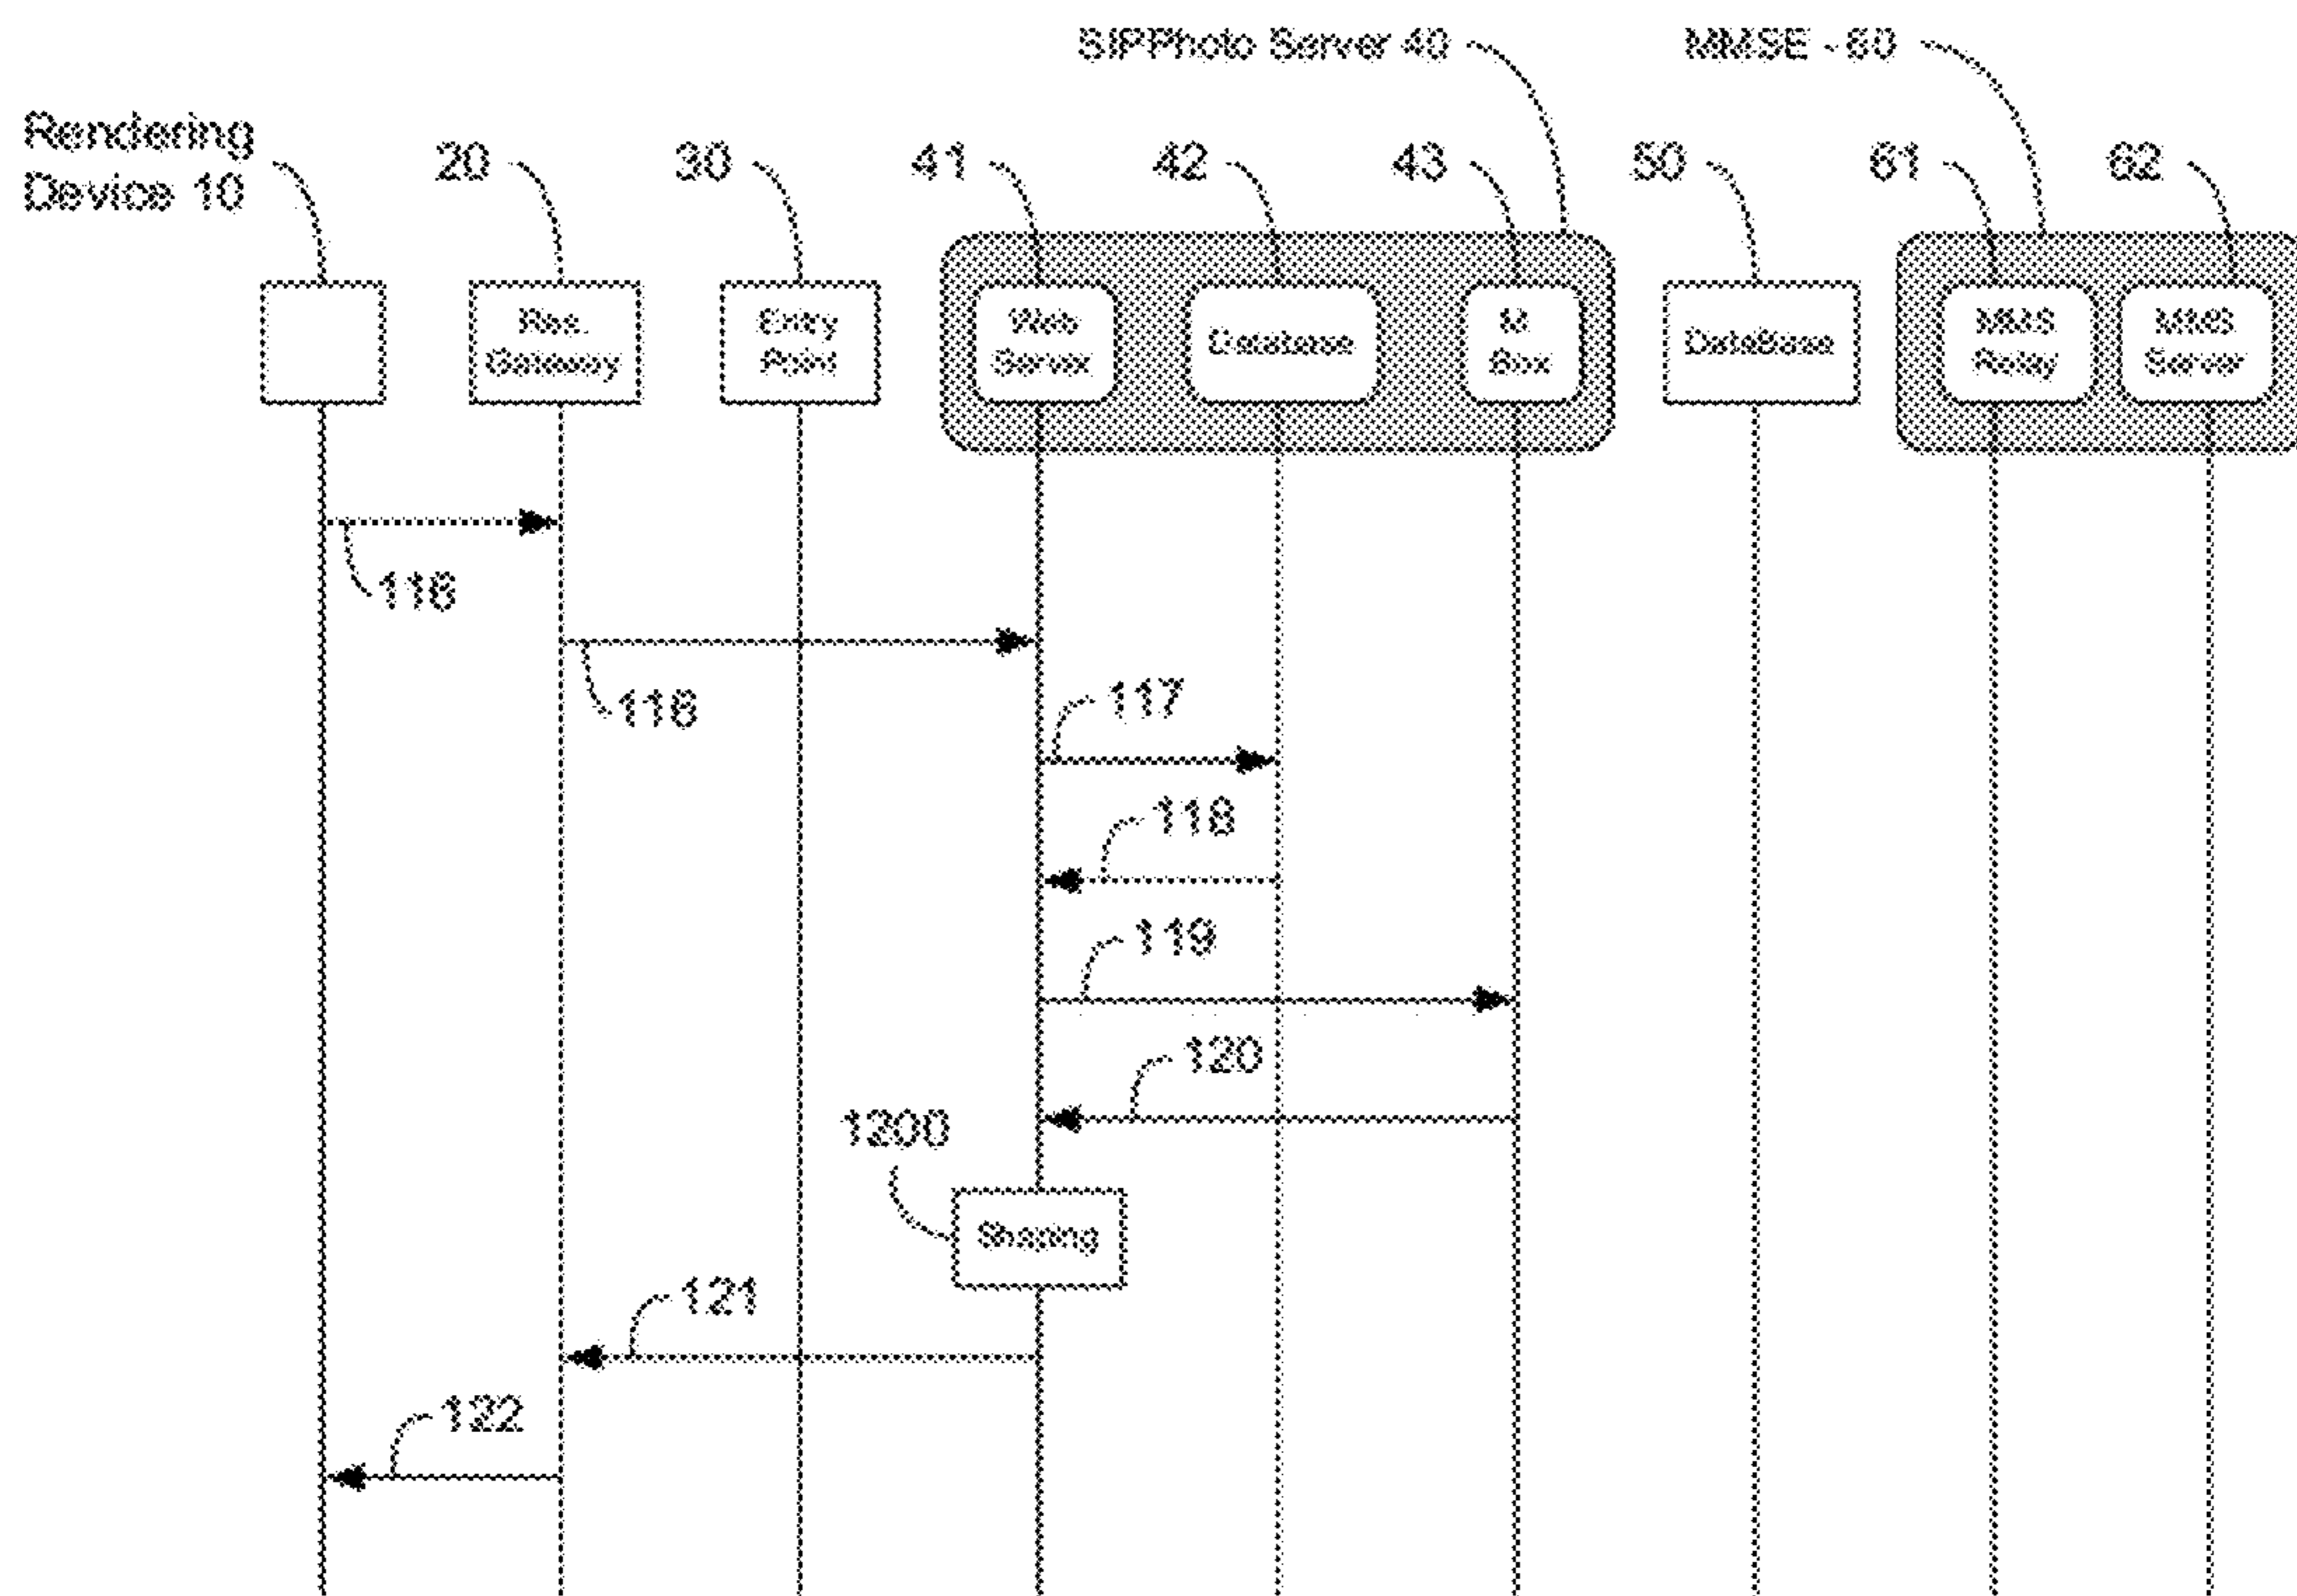 SIPPhoto Server 40
MMSE - 60
Rendering
Device 10
20
30
41
42
43
50
61
62
Res.
Gateway
Entry
Point
Web
Server
Database
M
Box
DataBase
MMS
Relay
MMS
Server
116
116
117
118
119
120
1200
Shaping
121
122